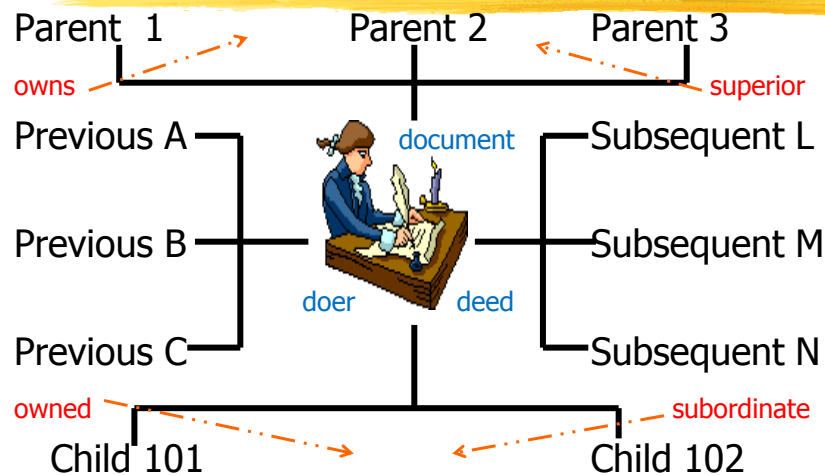 Parent 1 Parent 2 Parent 3
owns superior
Previous A document Subsequent L
Previous B Subsequent M
doer deed
Previous C Subsequent N
owned subordinate
Child 101 Child 102